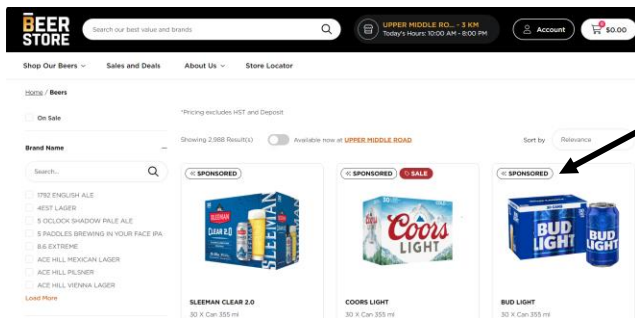 BEER
STORE
Search our best value and brands
UPPER MIDDLE RO... - 3 KM
Today's Hours: 10:00 AM - 8:00 PM
Account
$0.00
Shop Our Beers
Sales and Deals
About Us
Store Locator
Home / Beers
On Sale
*Pricing excludes HST and Deposit
Showing 2,988 Result(s)
Available now at UPPER MIDDLE ROAD
Sort by
Relevance
Brand Name
Search...
1792 ENGLISH ALE
4EST LAGER
5 OCLOCK SHADOW PALE ALE
5 PADDLES BREWING IN YOUR FACE IPA
8.6 EXTREME
ACE HILL MEXICAN LAGER
ACE HILL PILSNER
ACE HILL VIENNA LAGER
Load More
SPONSORED
SLEEMAN
CLEAR 2.0
SLEEMAN
SLEEMAN CLEAR 2.0
30 X Can 355 ml
SPONSORED
SALE
Coors
LIGHT
COORS LIGHT
30 X Can 355 ml
SPONSORED
BUD
LIGHT
BUD
LIGHT
BUD LIGHT
30 X Can 355 ml